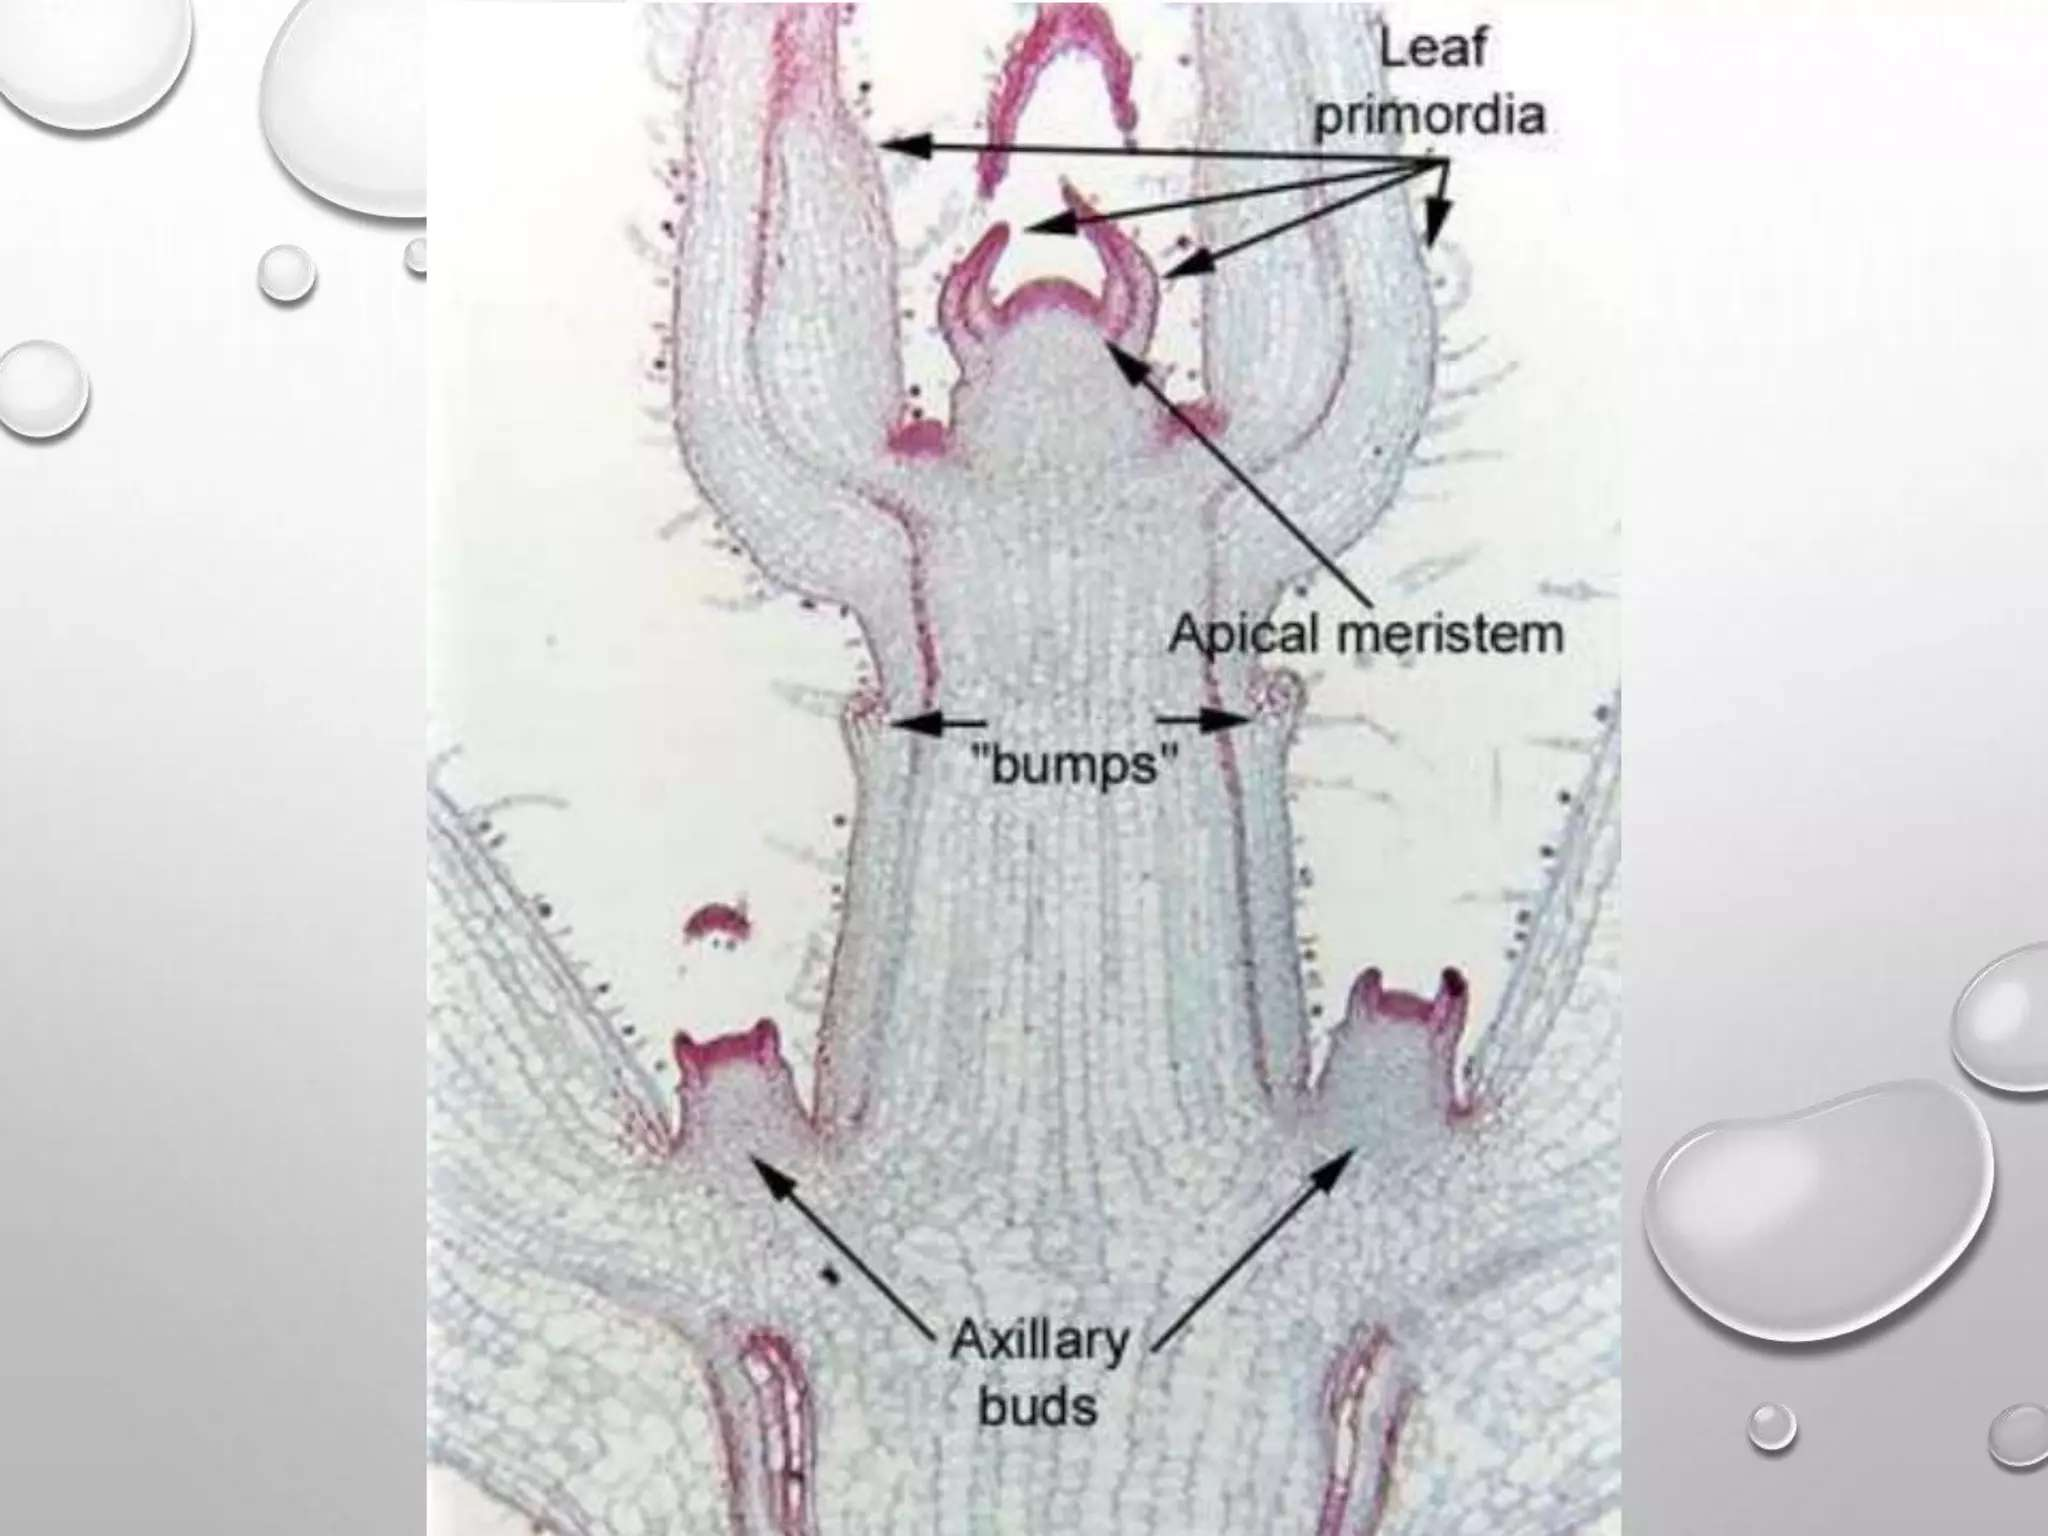 Leaf
primordia
Apical meristem
"bumps"
Axillary
buds